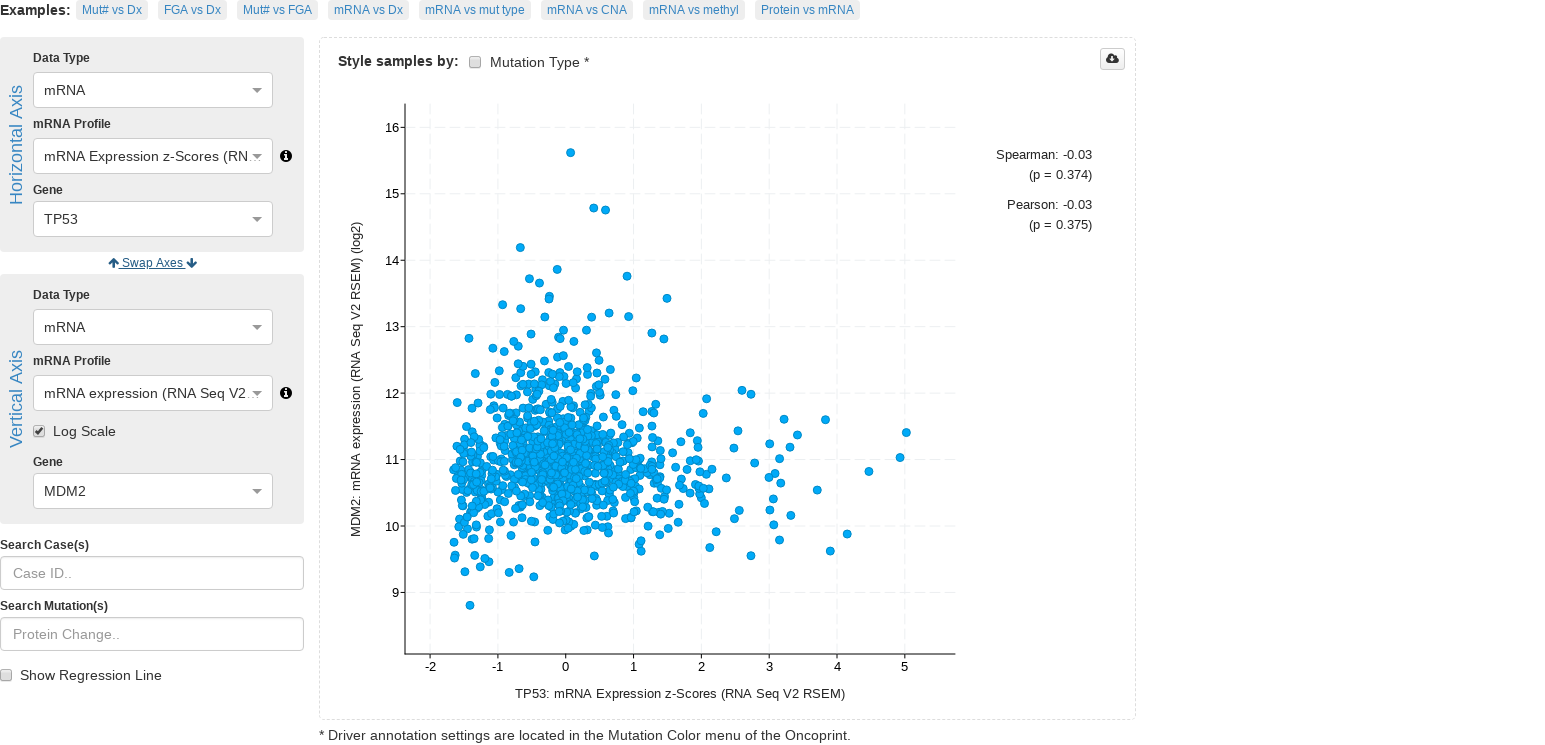 Examples: Mut# vs Dx FGA vs Dx Mut# vs FGA mRNA vs Dx mRNA vs mut type mRNA vs CNA mRNA vs methyl Protein vs mRNA
Horizontal Axis
Data Type
mRNA
mRNA Profile
mRNA Expression z-Scores (RN...
Gene
TP53
Swap Axes
Vertical Axis
Data Type
mRNA
mRNA Profile
mRNA expression (RNA Seq V2...
Log Scale
Gene
MDM2
Search Case(s)
Case ID..
Search Mutation(s)
Protein Change..
Show Regression Line
Style samples by: Mutation Type *
MDM2: mRNA expression (RNA Seq V2 RSEM) (log2)
16
15
14
13
12
11
10
9
-2 -1 0 1 2 3 4 5
TP53: mRNA Expression z-Scores (RNA Seq V2 RSEM)
Spearman: -0.03
(p = 0.374)
Pearson: -0.03
(p = 0.375)
* Driver annotation settings are located in the Mutation Color menu of the Oncoprint.